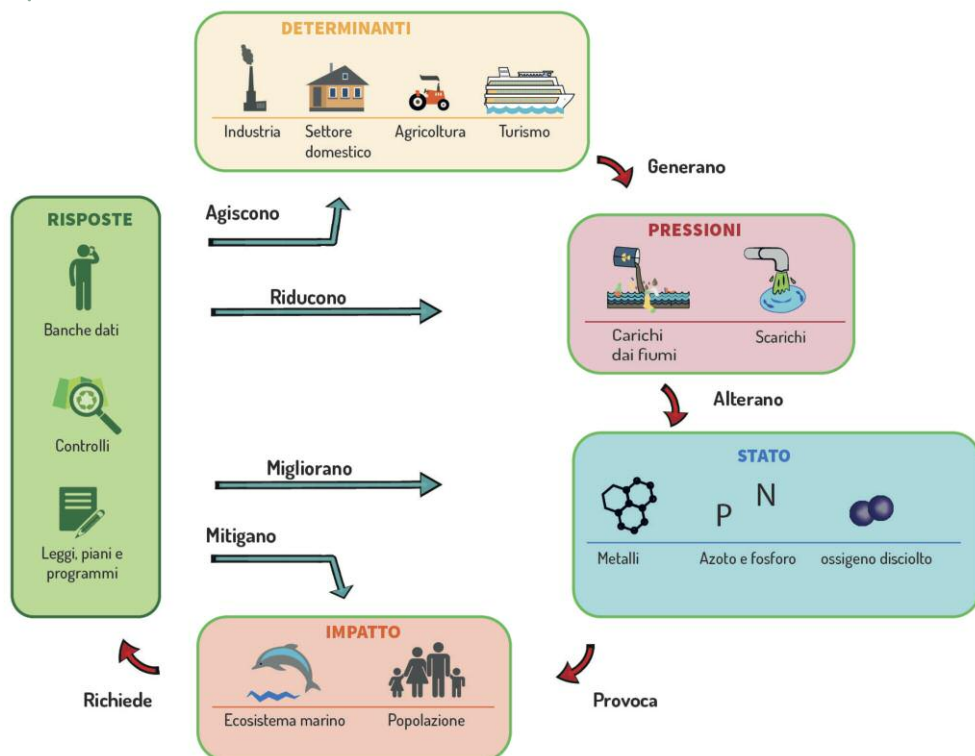 DETERMINANTI
Industria
Settore
domestico
Agricoltura
Turismo
Generano
RISPOSTE
Banche dati
Controlli
Leggi, piani e
programmi
Agiscono
Riducono
PRESSIONI
Carichi
dai fiumi
Scarichi
Alterano
Migliorano
Mitigano
STATO
Metalli
P
N
Azoto e fosforo
ossigeno disciolto
IMPATTO
Ecosistema marino
Popolazione
Richiede
Provoca